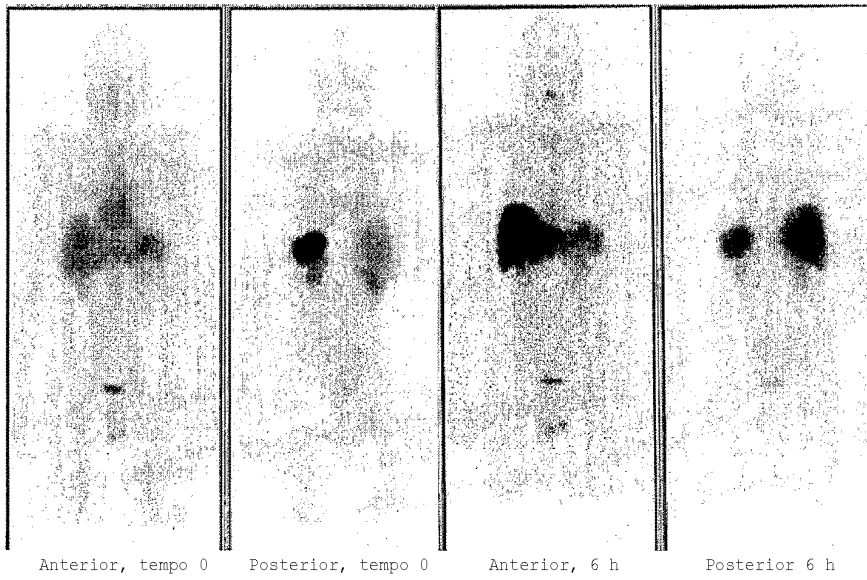 Anterior, tempo 0
Posterior, tempo 0
Anterior, 6 h
Posterior 6 h